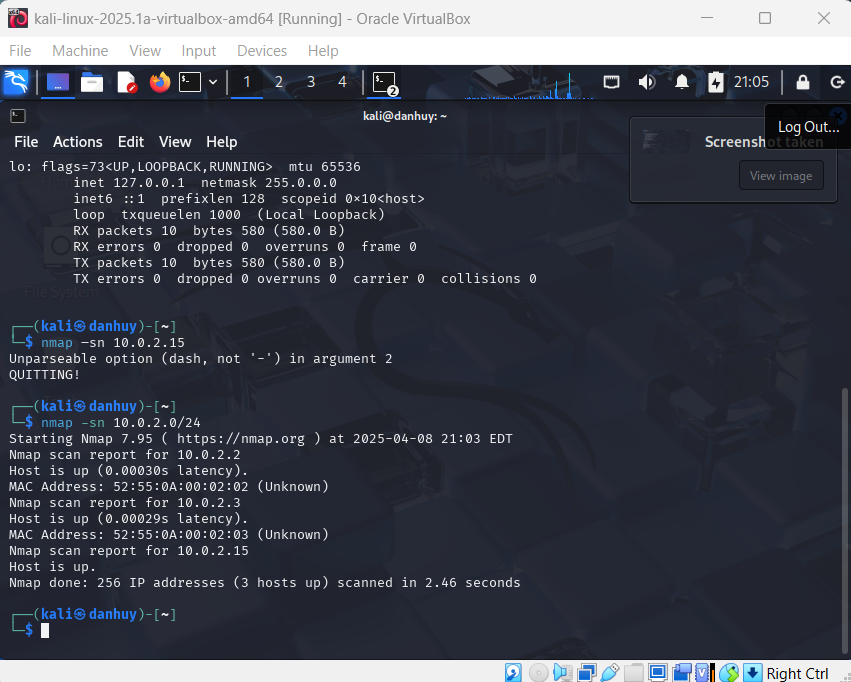 kali-linux-2025.1a-virtualbox-amd64 [Running] - Oracle VirtualBox
File Machine View Input Devices Help
1 2 3 4 2 21:05
kali@danhuy: ~
Log Out...
File Actions Edit View Help
Screenshot taken
View image
lo: flags=73<UP,LOOPBACK,RUNNING>  mtu 65536
        inet 127.0.0.1  netmask 255.0.0.0
        inet6 ::1  prefixlen 128  scopeid 0×10<host>
        loop  txqueuelen 1000  (Local Loopback)
        RX packets 10  bytes 580 (580.0 B)
        RX errors 0  dropped 0  overruns 0  frame 0
        TX packets 10  bytes 580 (580.0 B)
        TX errors 0  dropped 0 overruns 0  carrier 0  collisions 0
File System
┌──(kali㉿danhuy)-[~]
└─$ nmap –sn 10.0.2.15
Unparseable option (dash, not '-') in argument 2
QUITTING!
┌──(kali㉿danhuy)-[~]
└─$ nmap -sn 10.0.2.0/24
Starting Nmap 7.95 ( https://nmap.org ) at 2025-04-08 21:03 EDT
Nmap scan report for 10.0.2.2
Host is up (0.00030s latency).
MAC Address: 52:55:0A:00:02:02 (Unknown)
Nmap scan report for 10.0.2.3
Host is up (0.00029s latency).
MAC Address: 52:55:0A:00:02:03 (Unknown)
Nmap scan report for 10.0.2.15
Host is up.
Nmap done: 256 IP addresses (3 hosts up) scanned in 2.46 seconds
┌──(kali㉿danhuy)-[~]
└─$
Right Ctrl